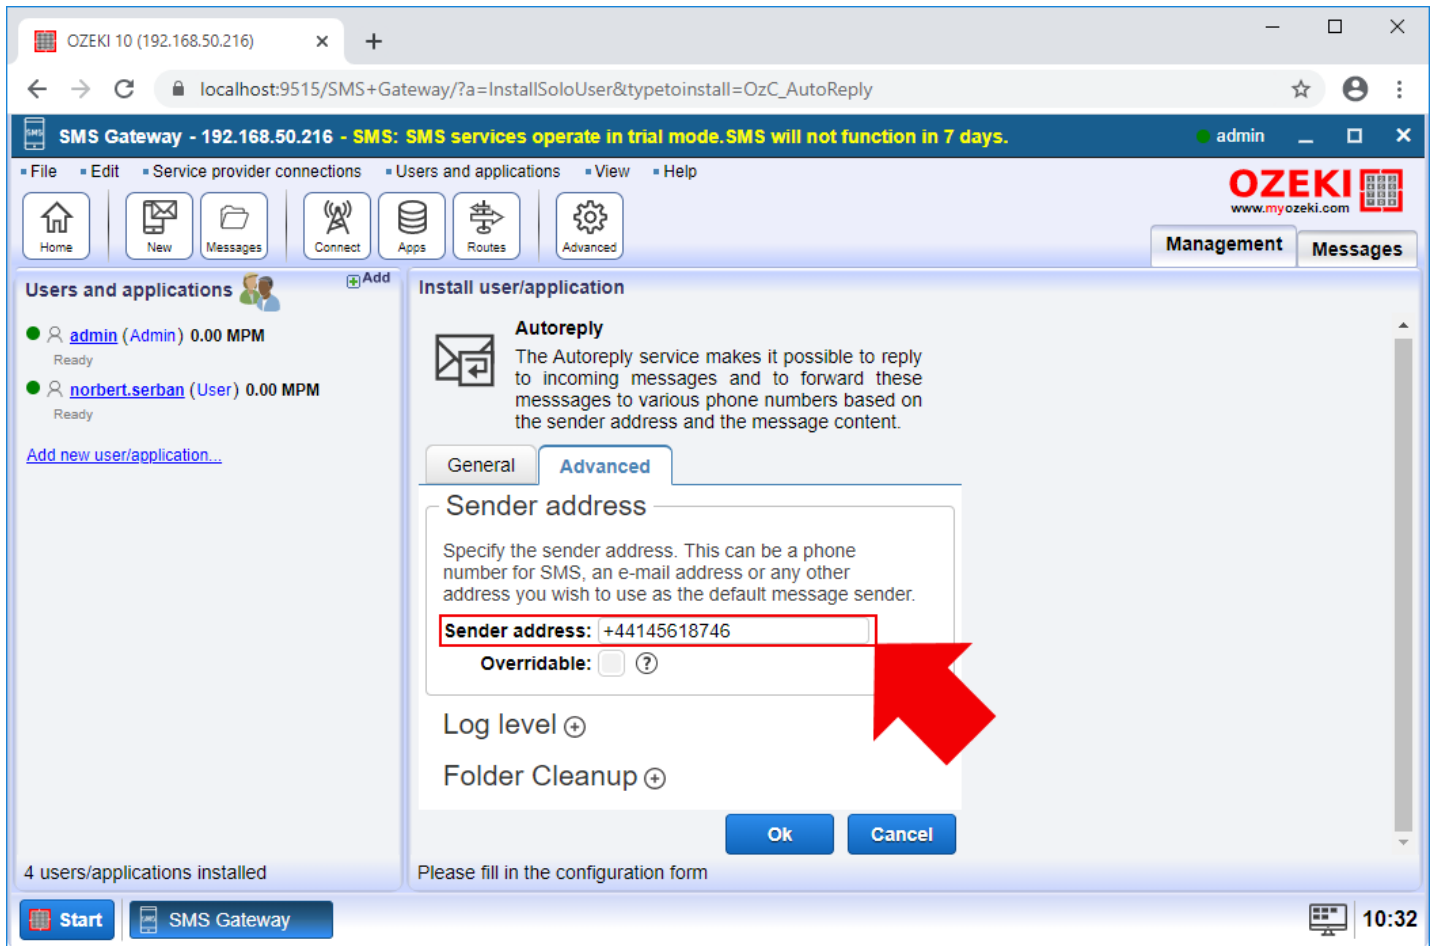 OZEKI 10 (192.168.50.216)
localhost:9515/SMS+Gateway/?a=InstallSoloUser&typetoinstall=OzC_AutoReply
SMS Gateway - 192.168.50.216 - SMS: SMS services operate in trial mode.SMS will not function in 7 days.
admin
File Edit Service provider connections Users and applications View Help
OZEKI
www.myozeki.com
Home New Messages Connect Apps Routes Advanced
Management Messages
Users and applications
Add
admin (Admin) 0.00 MPM
Ready
norbert.serban (User) 0.00 MPM
Ready
Add new user/application...
4 users/applications installed
Install user/application
Autoreply
The Autoreply service makes it possible to reply
to incoming messages and to forward these
messsages to various phone numbers based on
the sender address and the message content.
General Advanced
Sender address
Specify the sender address. This can be a phone
number for SMS, an e-mail address or any other
address you wish to use as the default message sender.
Sender address: +44145618746
Overridable: ?
Log level
Folder Cleanup
Ok Cancel
Please fill in the configuration form
Start SMS Gateway 10:32